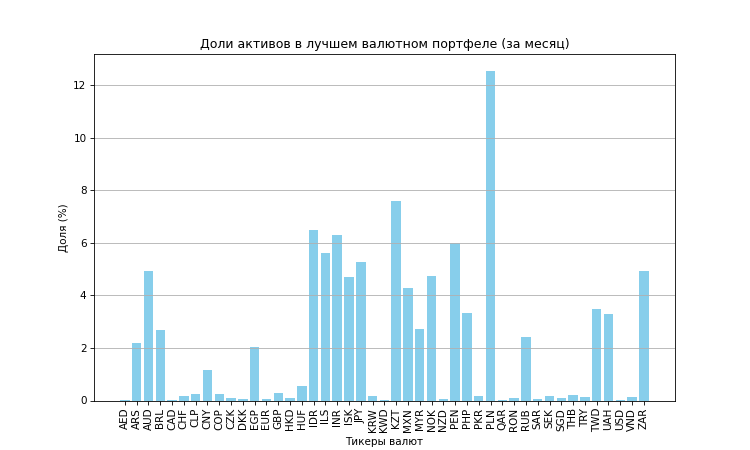 Доли активов в лучшем валютном портфеле (за месяц)
Доля (%)
12
10
8
6
4
2
0
AED ARS AUD BRL CAD CHF CLP CNY COP CZK DKK EGP EUR GBP HKD HUF IDR ILS INR ISK JPY KRW KWD KZT MXN MYR NOK NZD PEN PHP PKR PLN QAR RON RUB SAR SEK SGD THB TRY TWD UAH USD VND ZAR
Тикеры валют